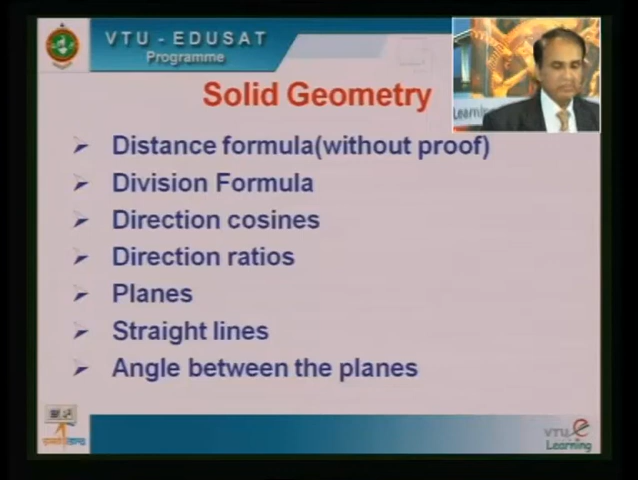 VTU - EDUSAT
Programme
Learnin
Solid Geometry
Distance formula(without proof)
Division Formula
Direction cosines
Direction ratios
Planes
Straight lines
Angle between the planes
VTU e
Learning